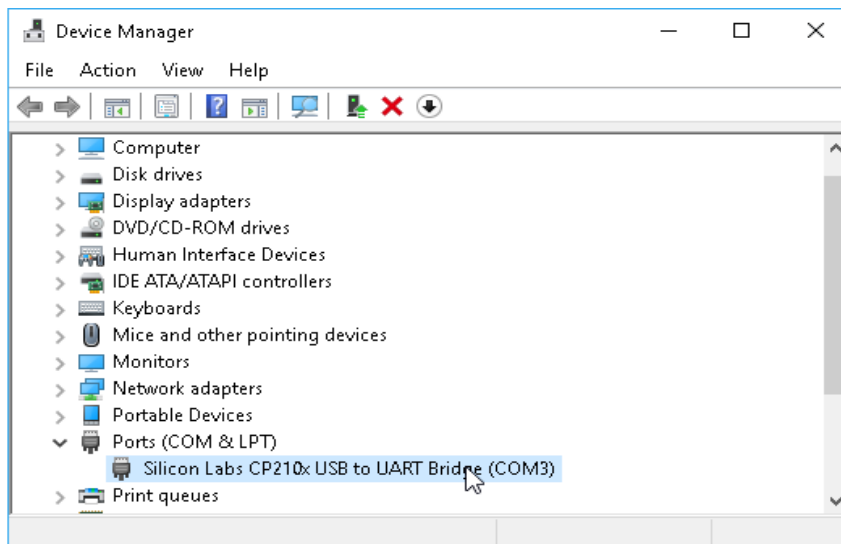 Device Manager
File Action View Help
Computer
Disk drives
Display adapters
DVD/CD-ROM drives
Human Interface Devices
IDE ATA/ATAPI controllers
Keyboards
Mice and other pointing devices
Monitors
Network adapters
Portable Devices
Ports (COM & LPT)
Silicon Labs CP210x USB to UART Bridge (COM3)
Print queues